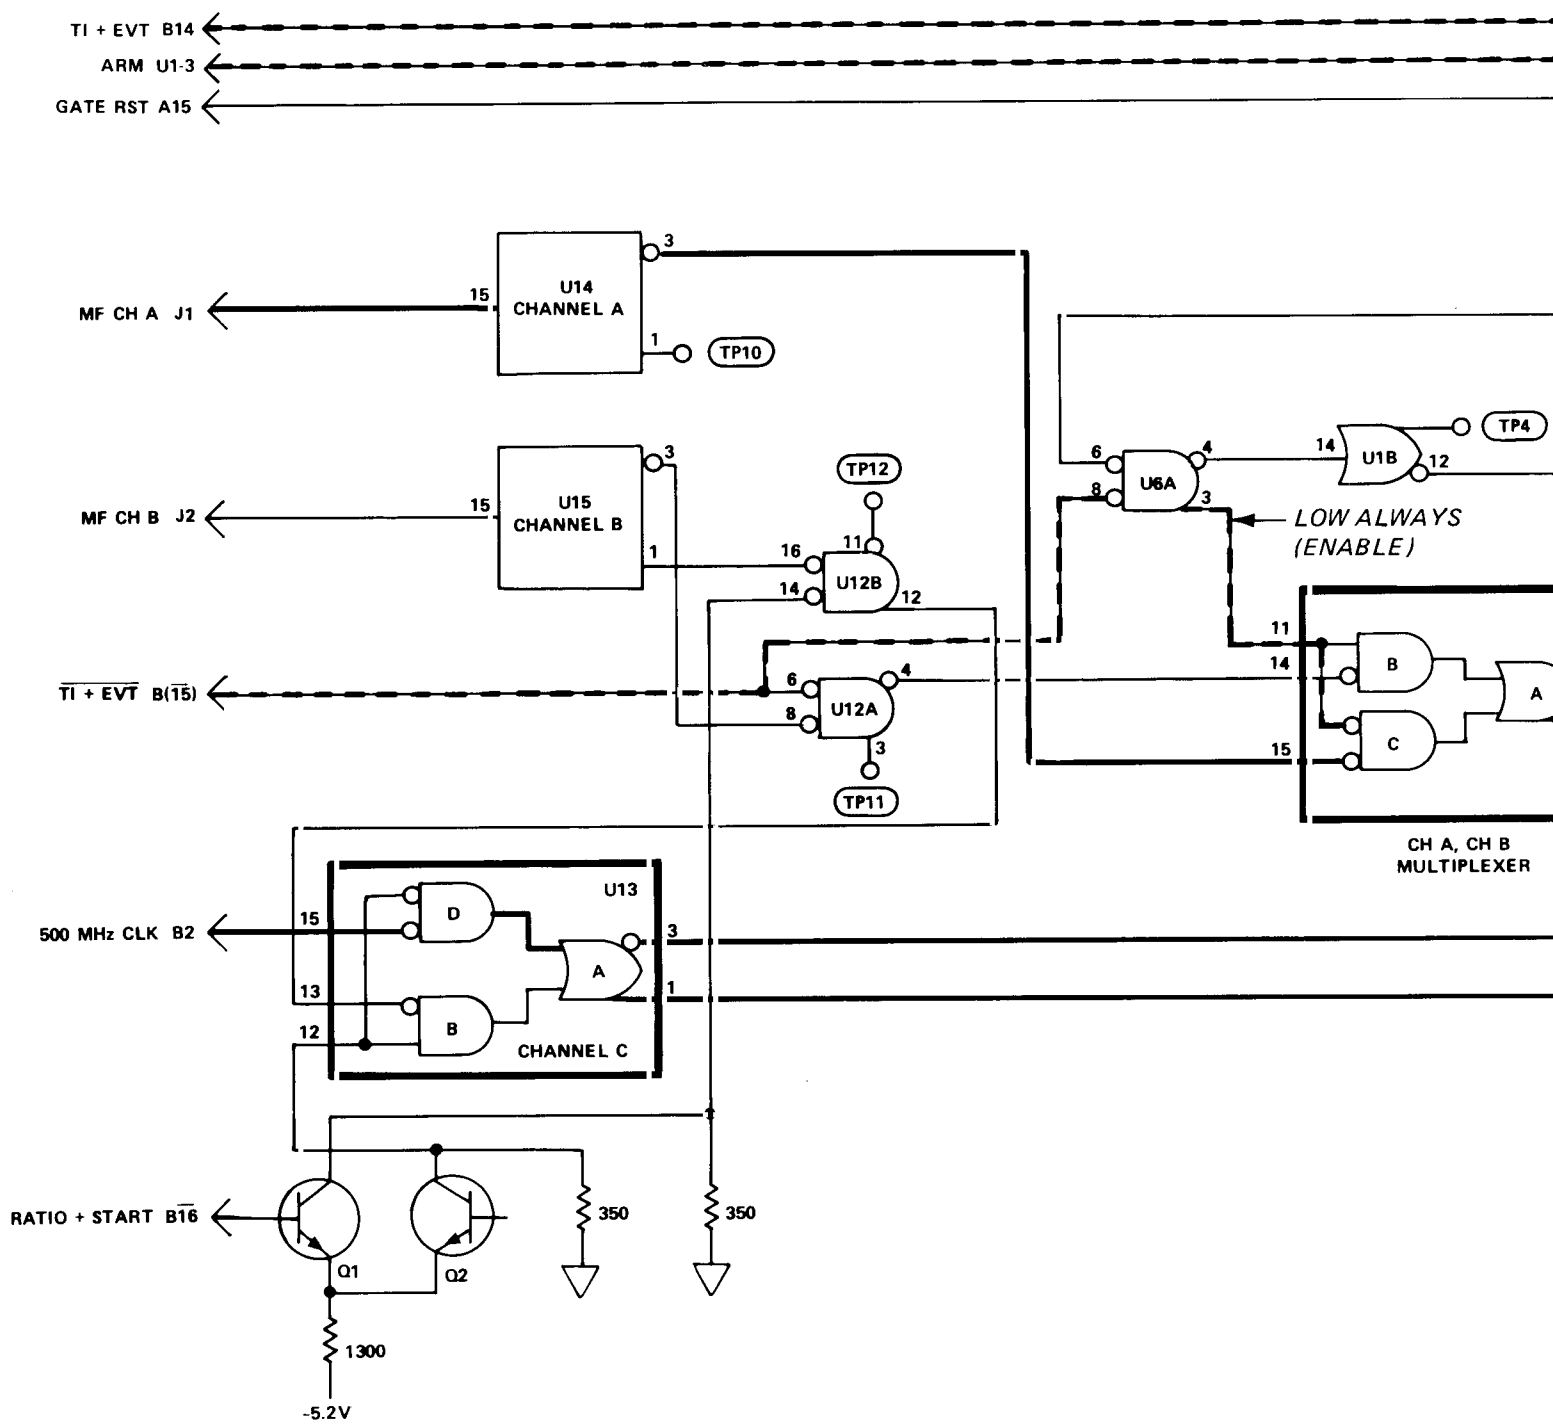 TI + EVT B14
ARM U1-3
GATE RST A15
3
U14
CHANNEL A
15
MF CH A J1
1
TP10
TP4
3
TP12
6
4
14
U1B
12
U6A
8
3
U15
CHANNEL B
15
MF CH B J2
LOW ALWAYS
(ENABLE)
11
1
16
U12B
14
12
11
B
14
TI + EVT B(15)
6
4
U12A
8
A
C
3
15
TP11
CH A, CH B
MULTIPLEXER
U13
D
15
500 MHz CLK B2
3
A
13
1
B
12
CHANNEL C
RATIO + START B16
350
350
Q1
Q2
1300
-5.2V